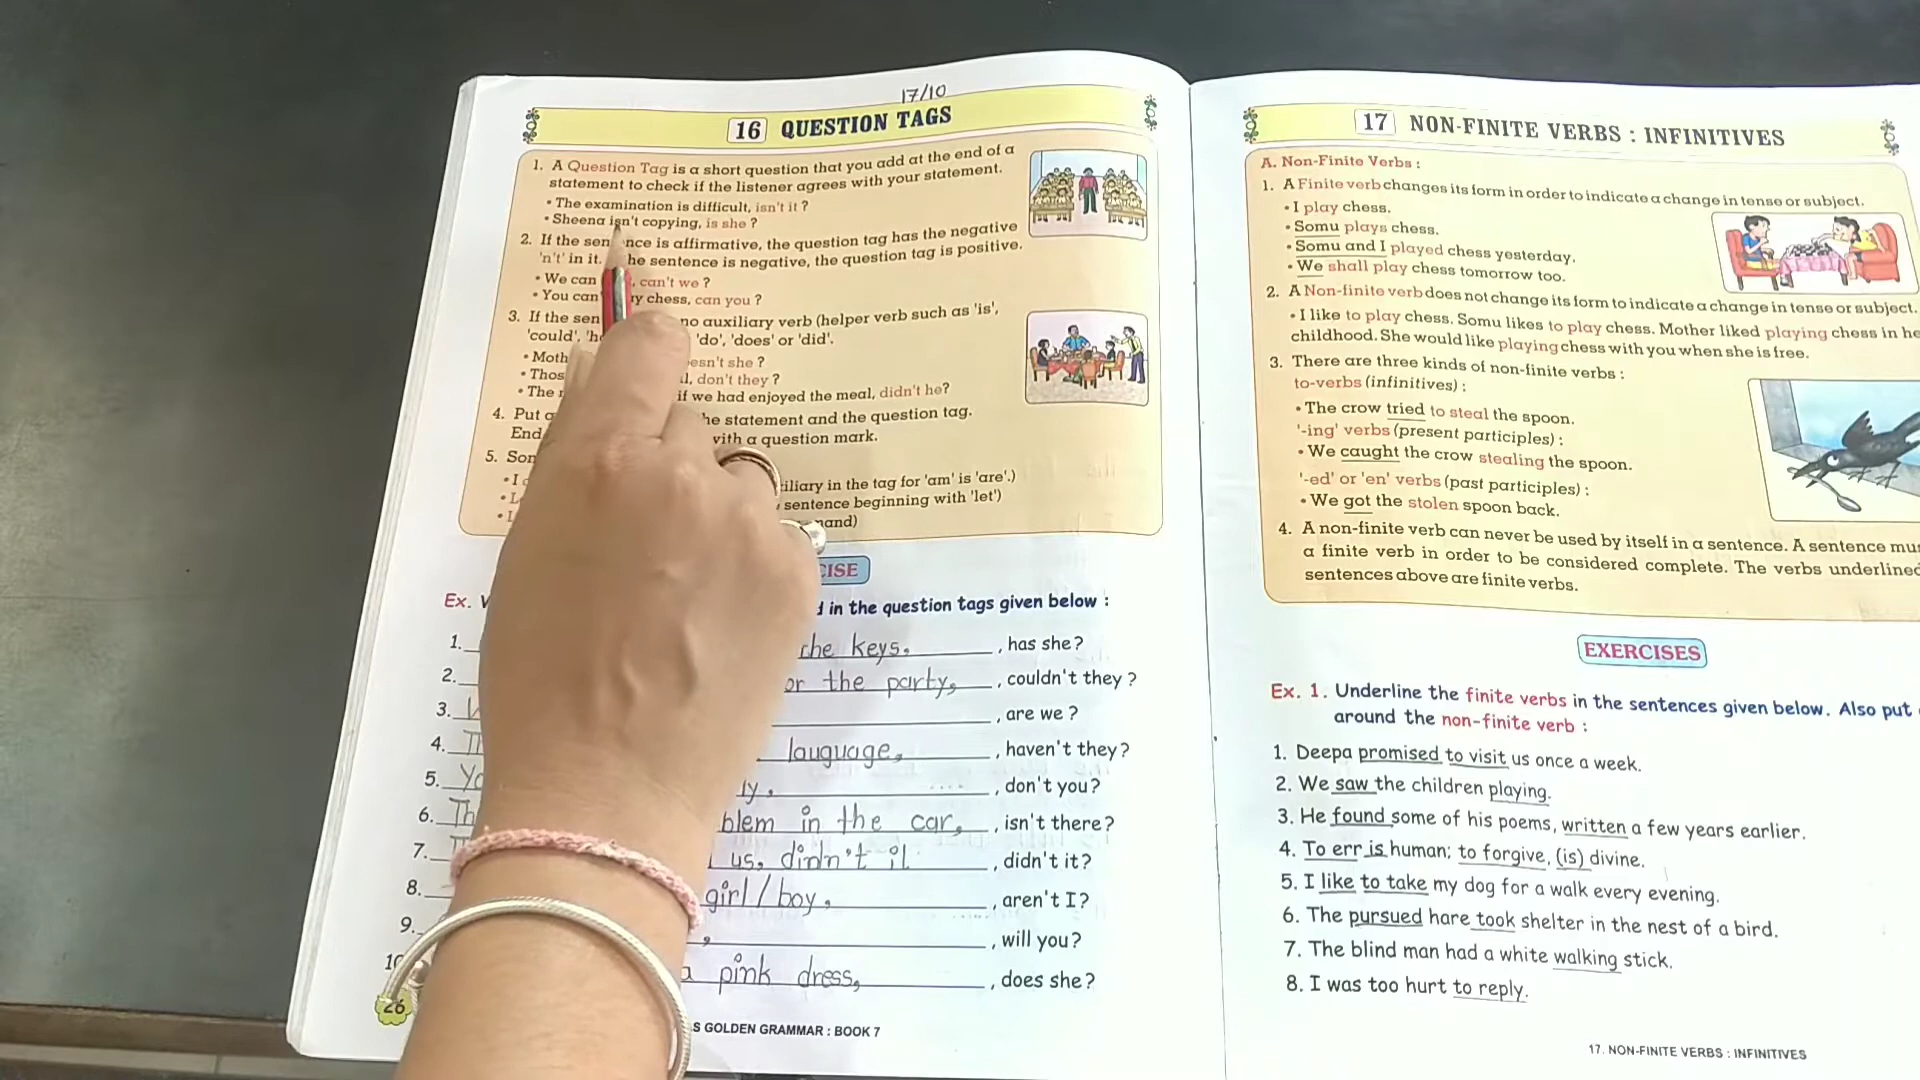 17/10
16 QUESTION TAGS
1. A Question Tag is a short question that you add at the end of a
statement to check if the listener agrees with your statement.
• The examination is difficult, isn't it ?
• Sheena isn't copying, is she ?
2. If the sentence is affirmative, the question tag has the negative
'n't' in it. he sentence is negative, the question tag is positive.
• We can , can't we ?
• You can' ry chess, can you ?
3. If the sen no auxiliary verb (helper verb such as 'is',
'could', 'h 'do', 'does' or 'did'.
• Moth esn't she ?
• Thos l, don't they ?
• The if we had enjoyed the meal, didn't he?
4. Put a he statement and the question tag.
End with a question mark.
5. Som
• I iliary in the tag for 'am' is 'are'.)
• L sentence beginning with 'let')
• L mand)
CISE
Ex. in the question tags given below :
1. the keys. , has she?
2. or the party, , couldn't they ?
3. , are we ?
4. Th language, , haven't they?
5. Yo ly, , don't you?
6. Th blem in the car, , isn't there?
7. us, didn't it , didn't it?
8. girl/boy, , aren't I?
9. , , will you?
10 a pink dress, , does she?
26
S GOLDEN GRAMMAR : BOOK 7
17 NON-FINITE VERBS : INFINITIVES
A. Non-Finite Verbs :
1. A Finite verb changes its form in order to indicate a change in tense or subject.
• I play chess.
• Somu plays chess.
• Somu and I played chess yesterday.
• We shall play chess tomorrow too.
2. A Non-finite verb does not change its form to indicate a change in tense or subject.
• I like to play chess. Somu likes to play chess. Mother liked playing chess in he
childhood. She would like playing chess with you when she is free.
3. There are three kinds of non-finite verbs :
to-verbs (infinitives) :
• The crow tried to steal the spoon.
'-ing' verbs (present participles) :
• We caught the crow stealing the spoon.
'-ed' or 'en' verbs (past participles) :
• We got the stolen spoon back.
4. A non-finite verb can never be used by itself in a sentence. A sentence mus
a finite verb in order to be considered complete. The verbs underlined
sentences above are finite verbs.
EXERCISES
Ex. 1. Underline the finite verbs in the sentences given below. Also put
around the non-finite verb :
1. Deepa promised to visit us once a week.
2. We saw the children playing.
3. He found some of his poems, written a few years earlier.
4. To err is human; to forgive, (is) divine.
5. I like to take my dog for a walk every evening.
6. The pursued hare took shelter in the nest of a bird.
7. The blind man had a white walking stick.
8. I was too hurt to reply.
17. NON-FINITE VERBS : INFINITIVES